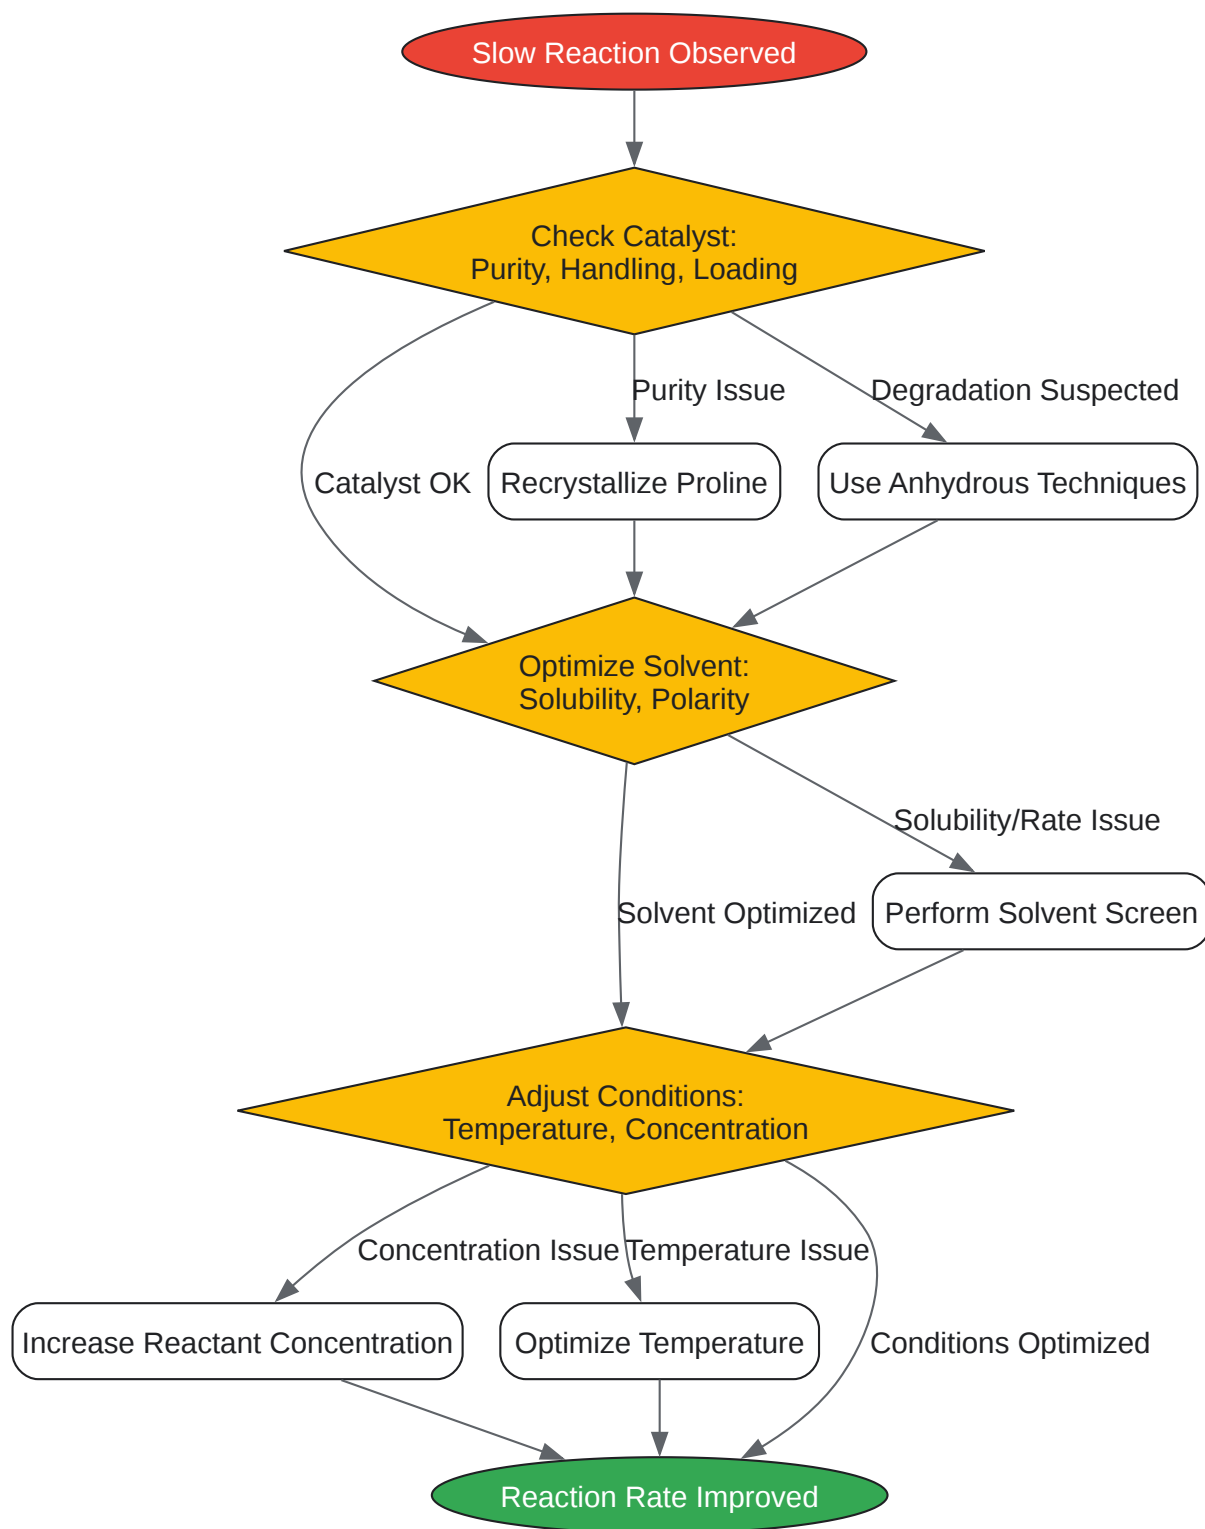 Slow Reaction Observed
Check Catalyst:
Purity, Handling, Loading
Purity Issue
Degradation Suspected
Catalyst OK
Recrystallize Proline
Use Anhydrous Techniques
Optimize Solvent:
Solubility, Polarity
Solubility/Rate Issue
Solvent Optimized
Perform Solvent Screen
Adjust Conditions:
Temperature, Concentration
Concentration Issue
Temperature Issue
Increase Reactant Concentration
Optimize Temperature
Conditions Optimized
Reaction Rate Improved